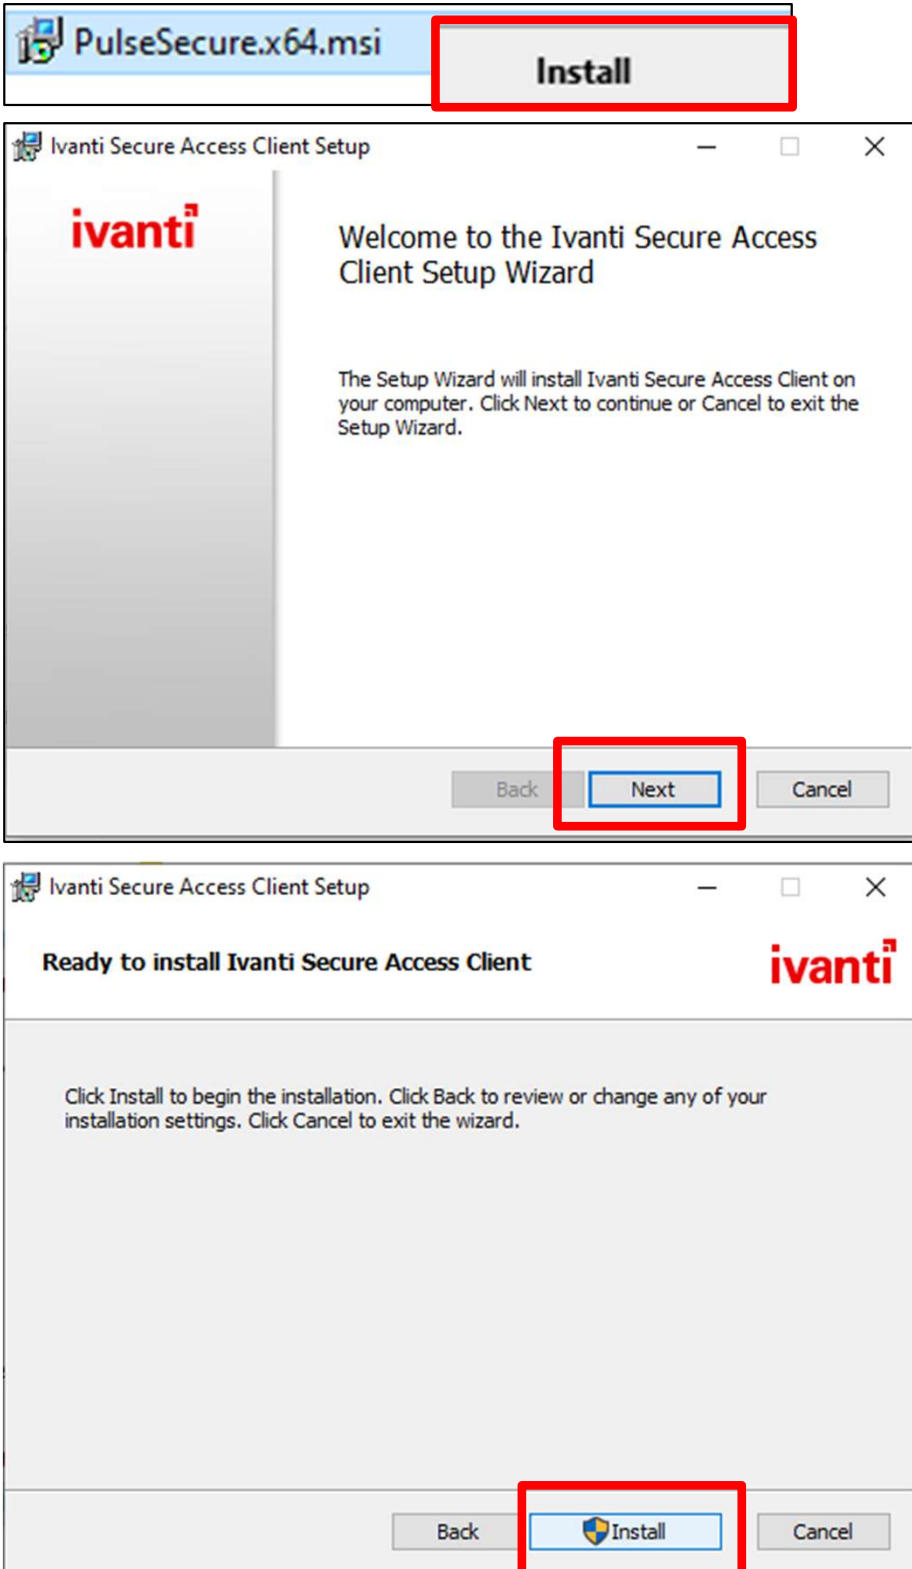 PulseSecure.x64.msi
Install
Ivanti Secure Access Client Setup
ivanti
Welcome to the Ivanti Secure Access
Client Setup Wizard
The Setup Wizard will install Ivanti Secure Access Client on
your computer. Click Next to continue or Cancel to exit the
Setup Wizard.
Back
Next
Cancel
Ivanti Secure Access Client Setup
Ready to install Ivanti Secure Access Client
ivanti
Click Install to begin the installation. Click Back to review or change any of your
installation settings. Click Cancel to exit the wizard.
Back
Install
Cancel